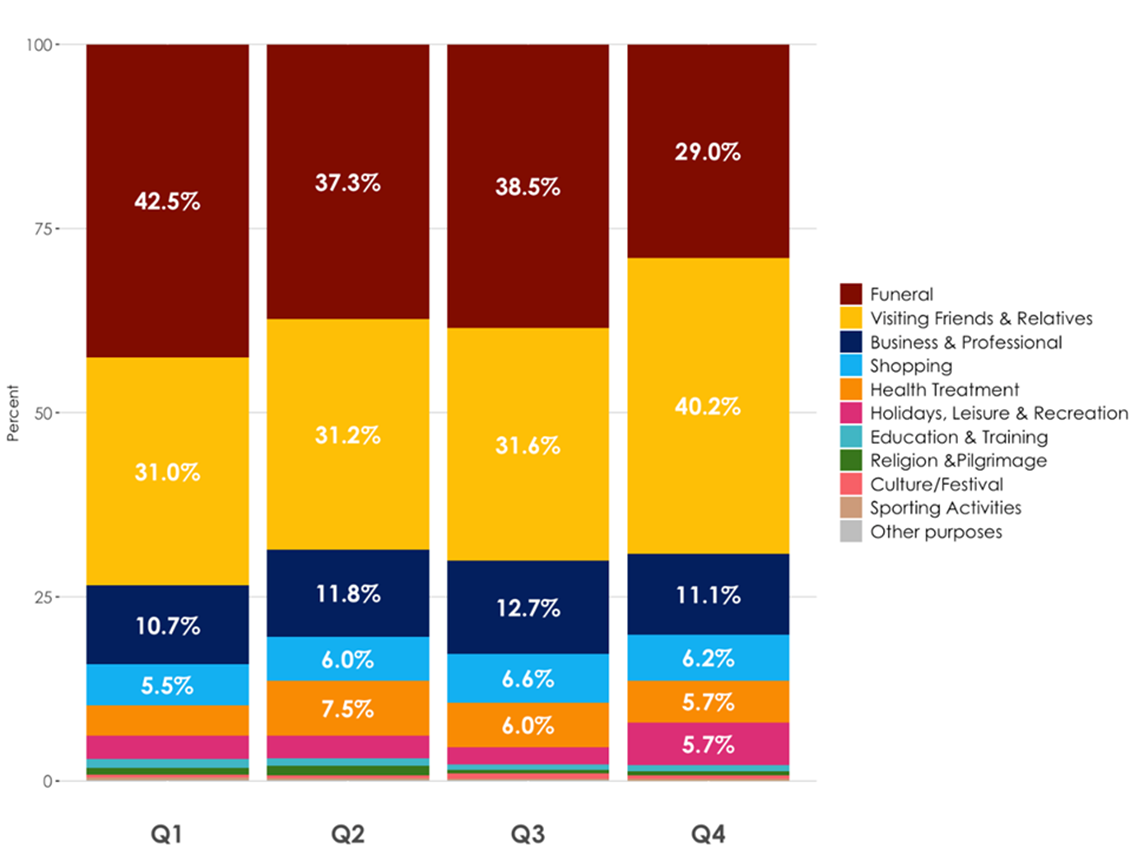 100
75
50
25
0
Percent
42.5%
31.0%
10.7%
5.5%
37.3%
31.2%
11.8%
6.0%
7.5%
38.5%
31.6%
12.7%
6.6%
6.0%
29.0%
40.2%
11.1%
6.2%
5.7%
5.7%
Q1
Q2
Q3
Q4
Funeral
Visiting Friends & Relatives
Business & Professional
Shopping
Health Treatment
Holidays, Leisure & Recreation
Education & Training
Religion &Pilgrimage
Culture/Festival
Sporting Activities
Other purposes